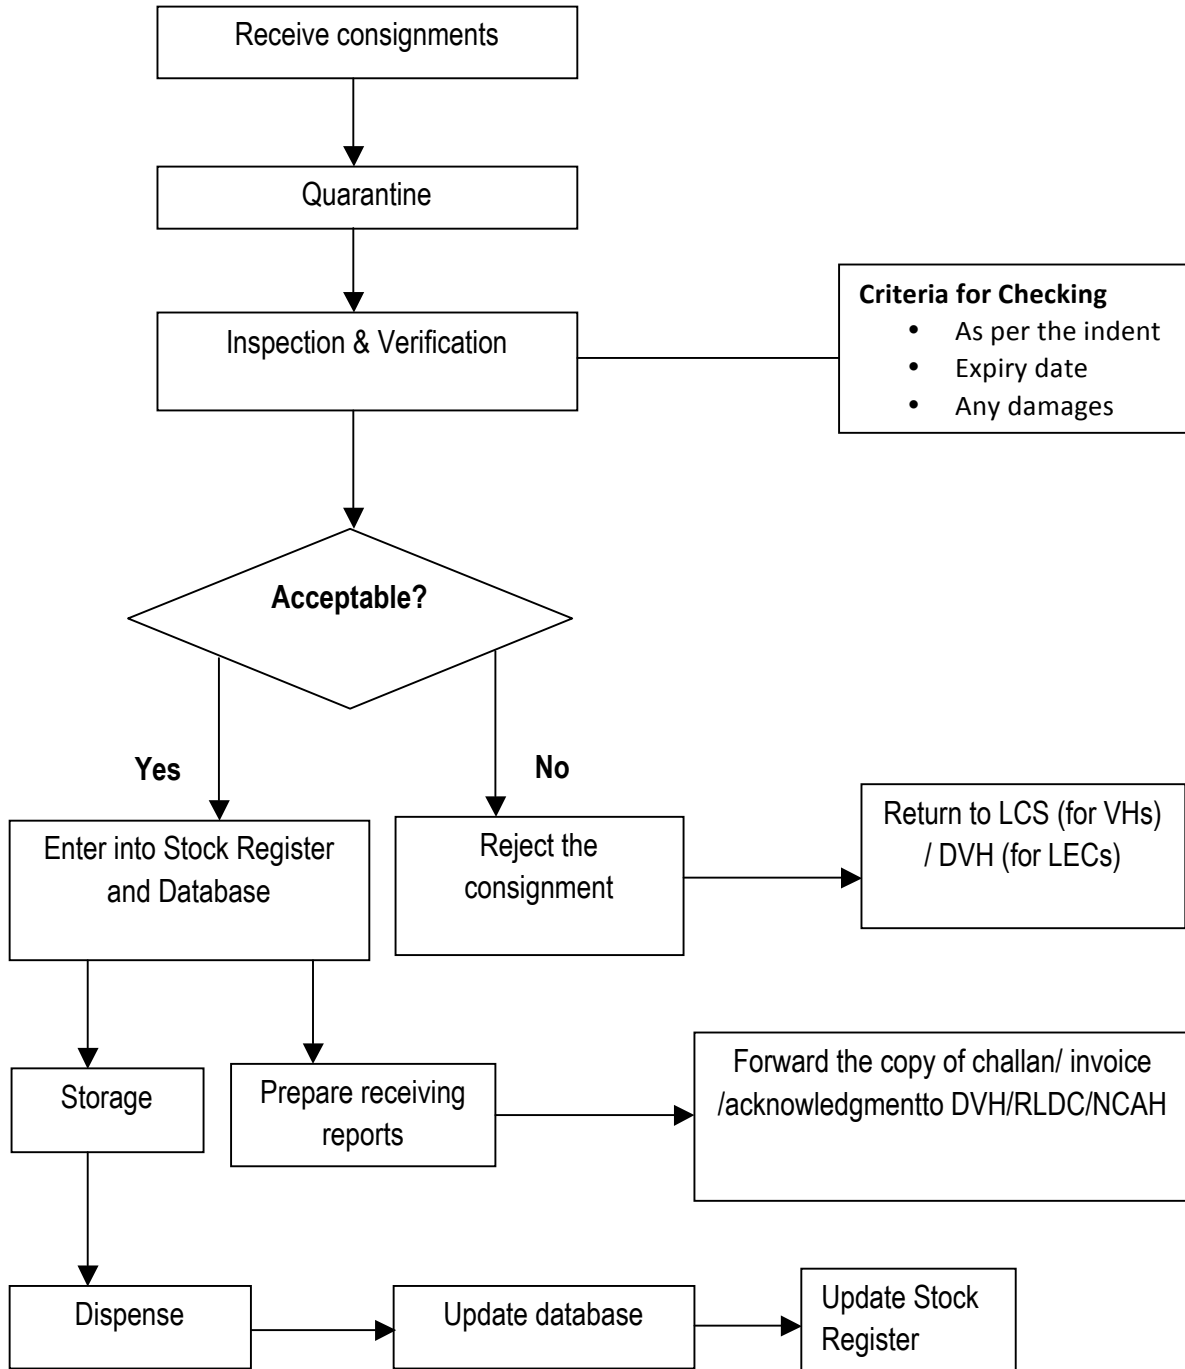 Receive consignments
Quarantine
Inspection & Verification
Criteria for Checking
• As per the indent
• Expiry date
• Any damages
Acceptable?
Yes
No
Enter into Stock Register
and Database
Reject the
consignment
Return to LCS (for VHs)
/ DVH (for LECs)
Storage
Prepare receiving
reports
Forward the copy of challan/ invoice
/acknowledgmentto DVH/RLDC/NCAH
Dispense
Update database
Update Stock
Register